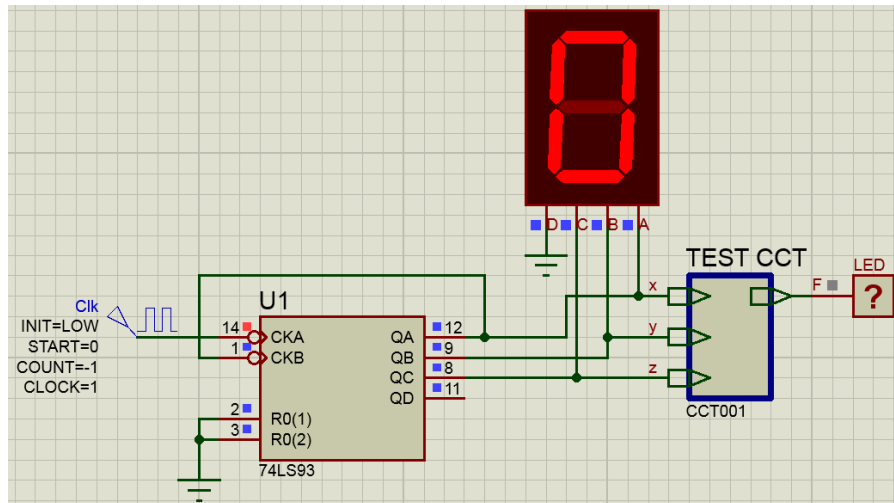 0
D C B A
TEST CCT
LED
x
F
?
U1
Clk
INIT=LOW
START=0
COUNT=-1
CLOCK=1
14
CKA
QA
12
1
CKB
QB
9
y
QC
8
z
QD
11
2
R0(1)
3
R0(2)
CCT001
74LS93